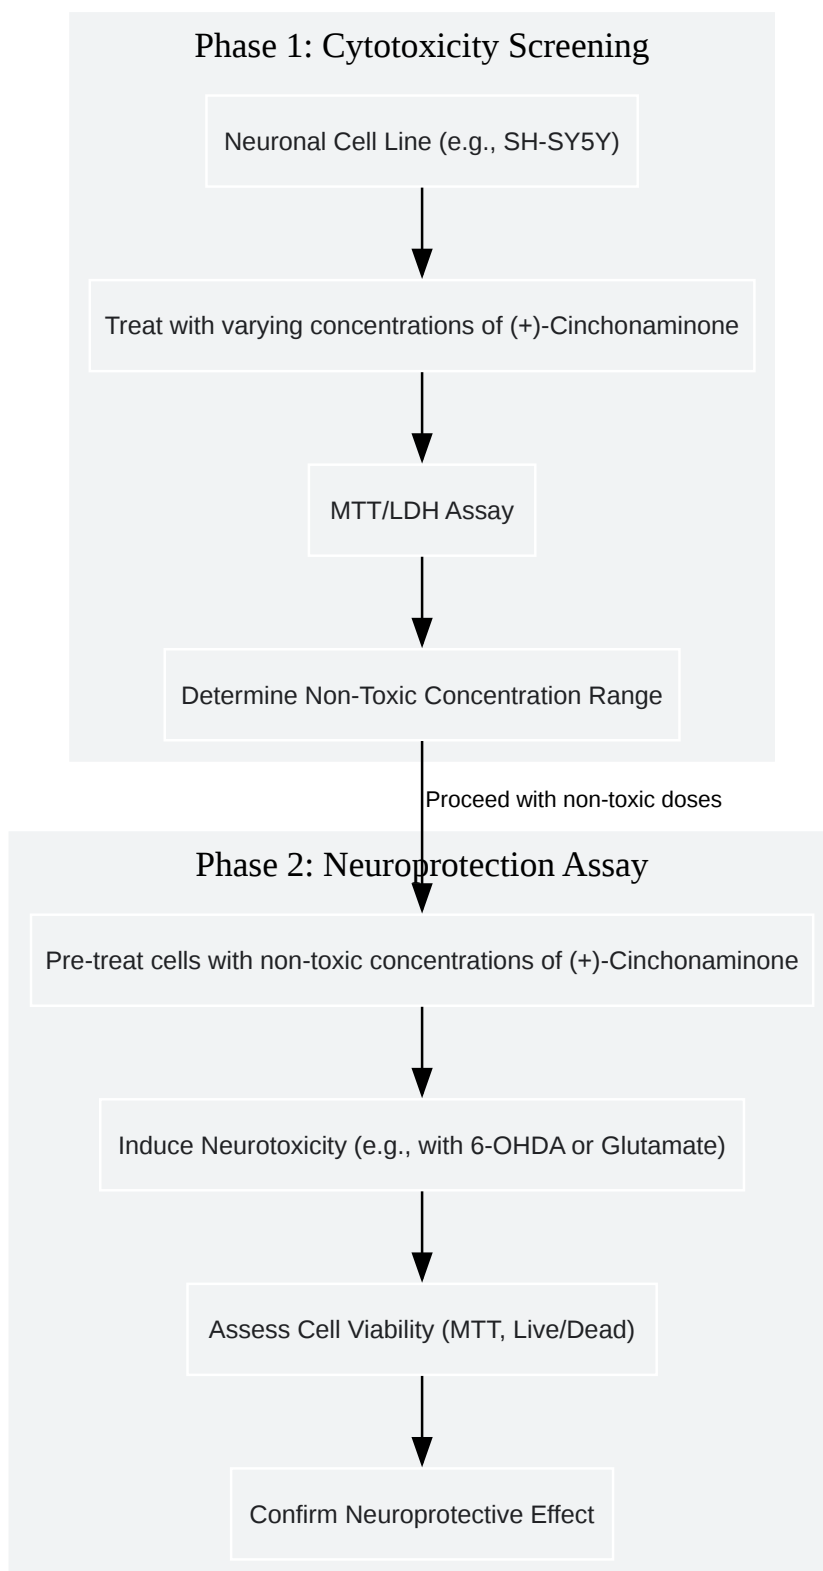 Phase 1: Cytotoxicity Screening
Neuronal Cell Line (e.g., SH-SY5Y)
Treat with varying concentrations of (+)-Cinchonaminone
MTT/LDH Assay
Determine Non-Toxic Concentration Range
Proceed with non-toxic doses
Phase 2: Neuroprotection Assay
Pre-treat cells with non-toxic concentrations of (+)-Cinchonaminone
Induce Neurotoxicity (e.g., with 6-OHDA or Glutamate)
Assess Cell Viability (MTT, Live/Dead)
Confirm Neuroprotective Effect